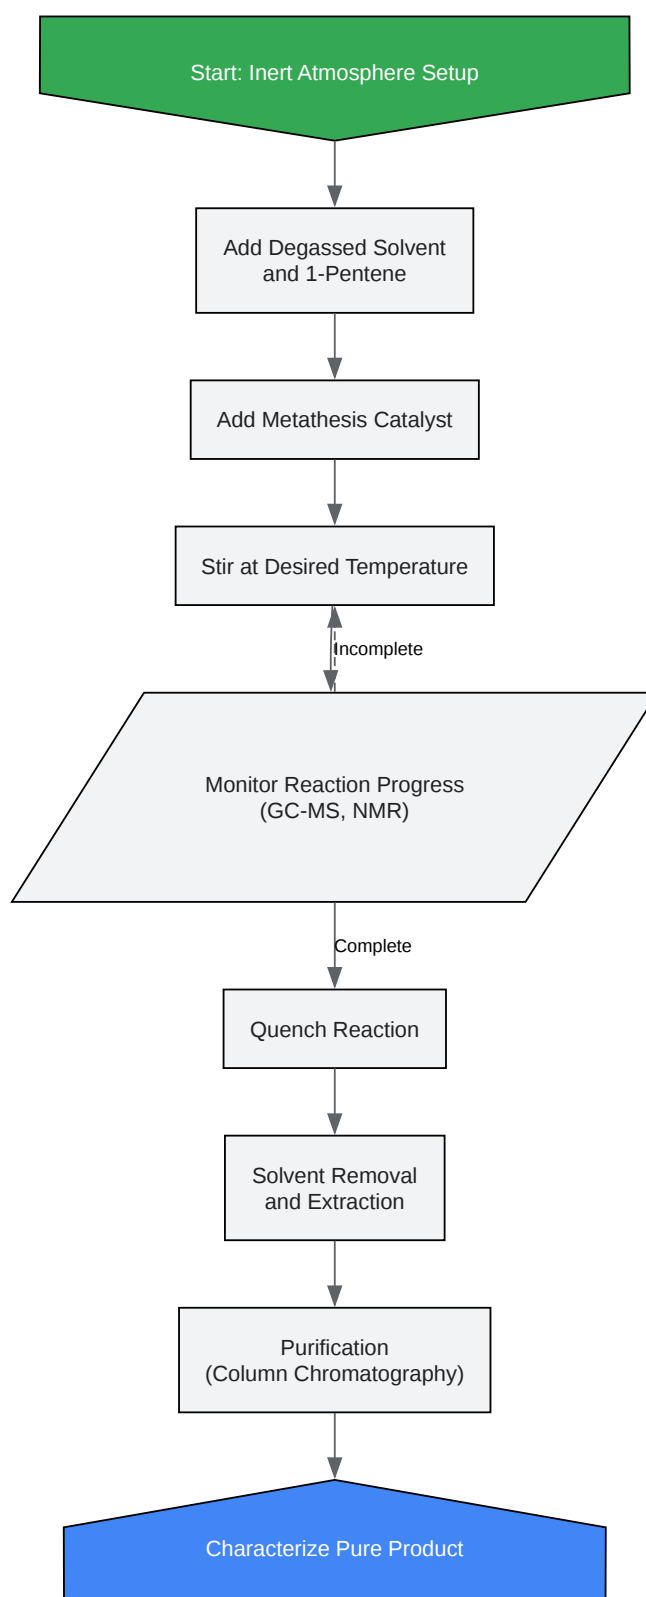 Start: Inert Atmosphere Setup
Add Degassed Solvent
and 1-Pentene
Add Metathesis Catalyst
Stir at Desired Temperature
Incomplete
Monitor Reaction Progress
(GC-MS, NMR)
Complete
Quench Reaction
Solvent Removal
and Extraction
Purification
(Column Chromatography)
Characterize Pure Product